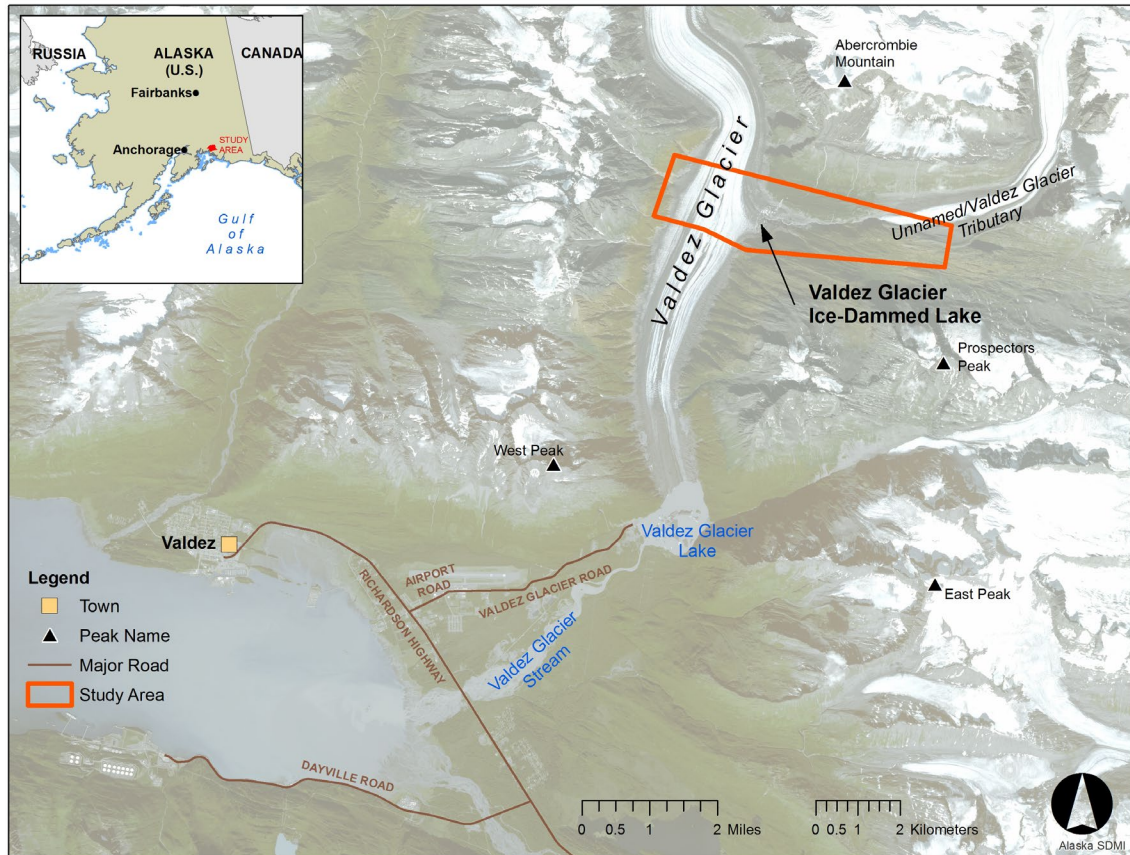 RUSSIA
ALASKA
(U.S.)
CANADA
Fairbanks
Anchorage
STUDY
AREA
Gulf
of
Alaska
Abercrombie
Mountain
Valdez Glacier
Unnamed/Valdez Glacier
Tributary
Valdez Glacier
Valdez Glacier
Ice-Dammed Lake
Prospectors
Peak
West Peak
Valdez Glacier
Lake
Valdez
AIRPORT
ROAD
VALDEZ GLACIER ROAD
RICHARDSON HIGHWAY
East Peak
Valdez Glacier
Stream
Legend
Town
Peak Name
Major Road
Study Area
DAYVILLE ROAD
0 0.5 1 2 Miles
0 0.5 1 2 Kilometers
Alaska SDMI